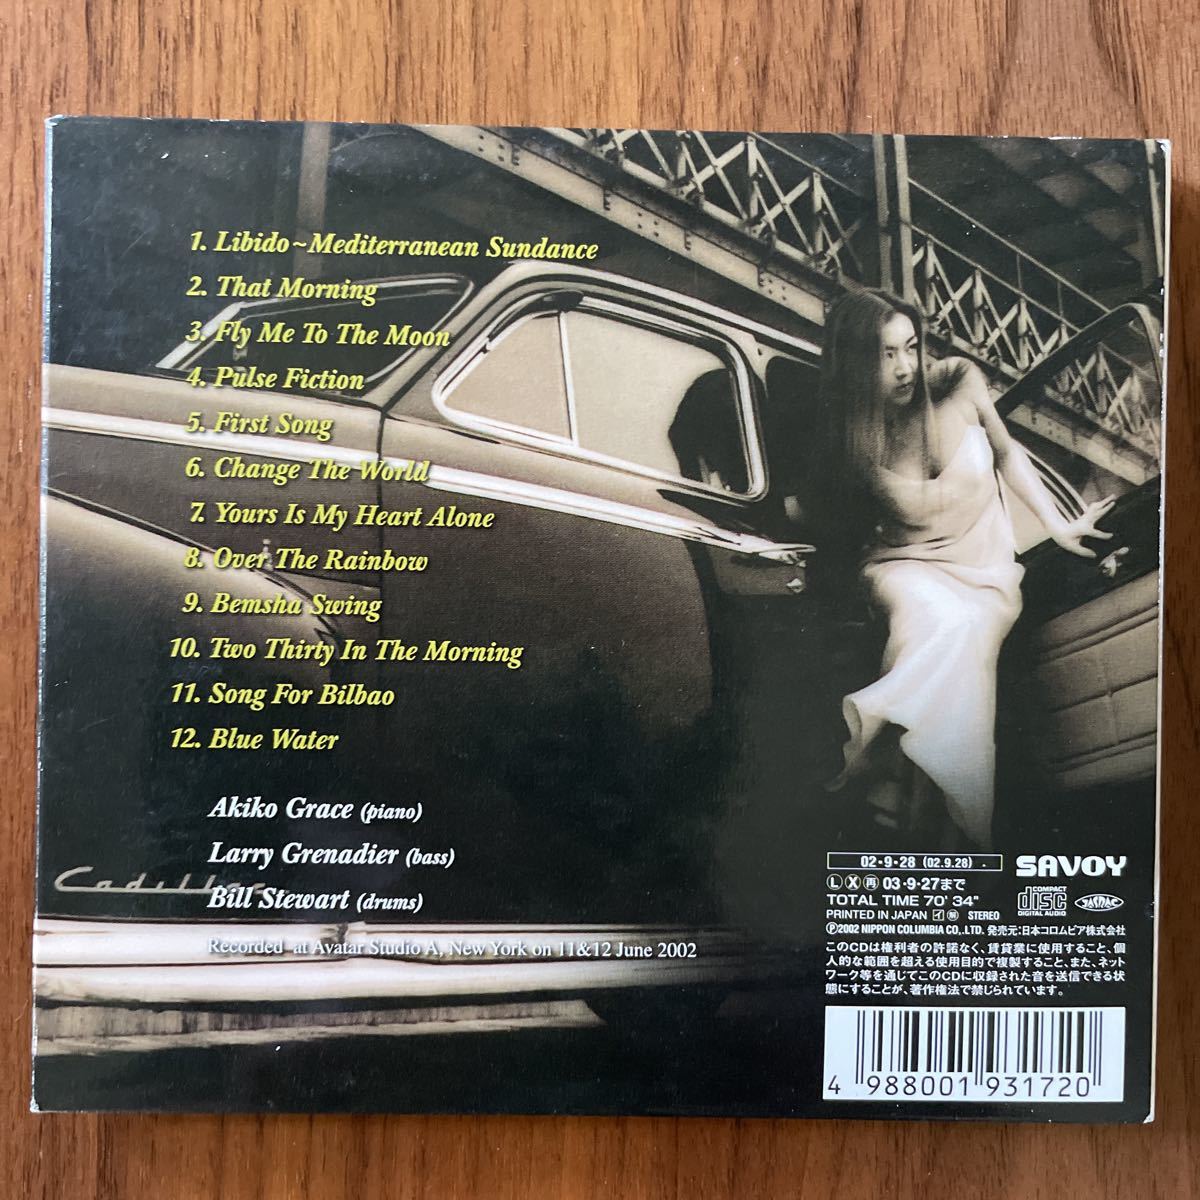 1. Libido~Mediterranean Sundance
2. That Morning
3. Fly Me To The Moon
4. Pulse Fiction
5. First Song
6. Change The World
7. Yours Is My Heart Alone
8. Over The Rainbow
9. Bemsha Swing
10. Two Thirty In The Morning
11. Song For Bilbao
12. Blue Water
Akiko Grace (piano)
Larry Grenadier (bass)
Cadillac
Bill Stewart (drums)
Recorded at Avatar Studio A, New York on 11&12 June 2002
02・9・28 (02.9.28) .
SAVOY
Ⓛ Ⓧ 再 03・9・27まで
TOTAL TIME 70' 34"
PRINTED IN JAPAN イ 解 STEREO
COMPACT disc DIGITAL AUDIO
JASRAC
Ⓟ2002 NIPPON COLUMBIA CO., LTD. 発売元:日本コロムビア株式会社
このCDは権利者の許諾なく、賃貸業に使用すること、個
人的な範囲を超える使用目的で複製すること、また、ネット
ワーク等を通じてこのCDに収録された音を送信できる状
態にすることが、著作権法で禁じられています。
4 988001 931720